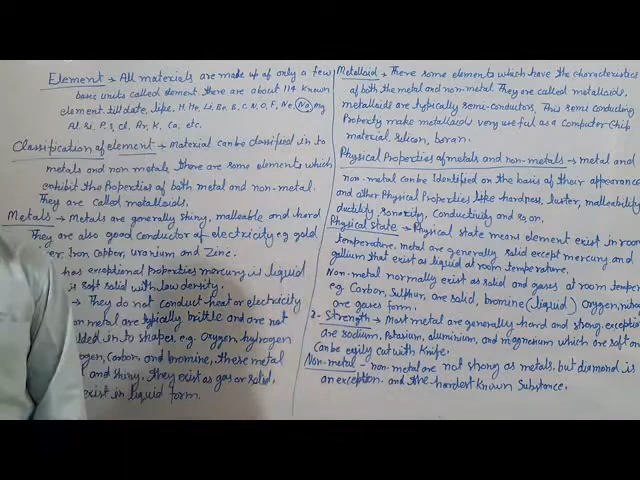 Element → All materials are make up of only a few
basic units called element. there are about 114 known
element till date, like. H. He, Li, Be, B, C, N, O, F, Ne, Na, Mg
Al. Si, P. S, Cl, Ar, K, Ca, etc.
Classification of element → Material can be classified in to
metals and non metals, there are some elements which
exhibit the Properties of both metal and non-metal.
They are called metalloids.
Metals → Metals are generally shiny, malleable and hard
They are also good conductor of electricity eg gold
Iron Copper, uranium and Zinc.
has exceptional properties mercury is liquid
is soft solid with low density.
→ They do not conduct heat or electricity
metal are typically brittle and are not
in to shapes. e.g. oxygen, hydrogen
Carbon and bromine, These metal
and shiny. They exist as gas or solid,
exist in liquid form.
Metalloid → There some elements which have the characteristics
of both the metal and non-metal. They are called metalloids.
metalloids are typically semi-conductors, This semi conducting
Property make metalloids very useful as a Computer chip
material. Silicon, boran.
Physical Properties of metals and non-metals → metal and
non-metal can be Identified on the basis of their appearance
and other Physical Properties like hardness, luster, malleability
ductility sonority, Conductivity and so on,
Physical State → Physical state means element exist in room
temperature, metal are generally solid except mercury and
gallium that exist as liquid at room temperature.
Non-metal normally exist as solid and gases at room
e.g Carbon, Sulphur, are solid, bromine (liquid) oxygen,
are gases form.
2 - Strength → Most metal are generally hard and strong,
are sodium, Potassium, aluminium, and magnesium which are soft
Can be easily cut with Knife.
Non-metal - non-metal are not strong as metals. but diamond is
an exception. and the hardest Known Substance.